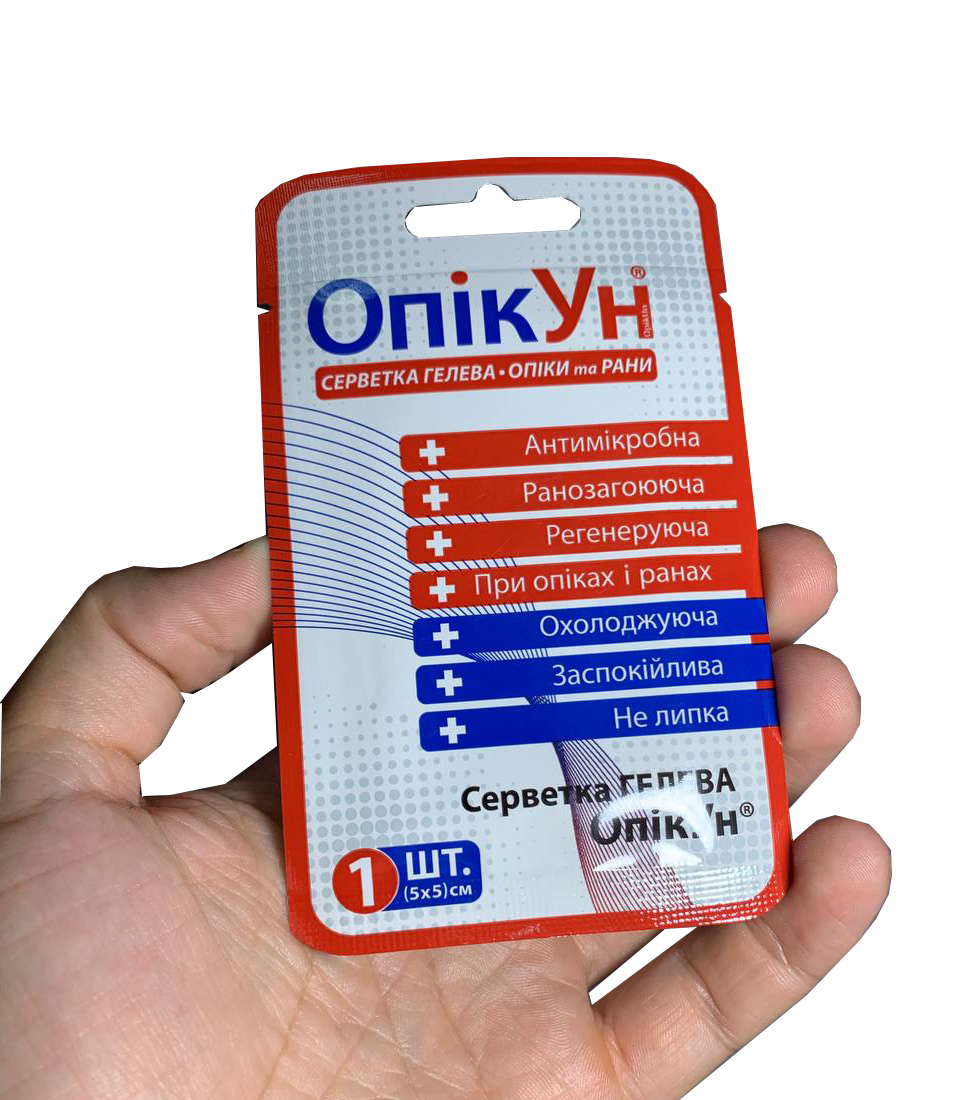 ОпікУн®
OpikUn
СЕРВЕТКА ГЕЛЕВА • ОПІКИ та РАНИ
Антимікробна
Ранозагоююча
Регенеруюча
При опіках і ранах
Охолоджуюча
Заспокійлива
Не липка
Серветка ГЕЛЕВА
ОпікУн®
1 ШТ.
(5x5)см